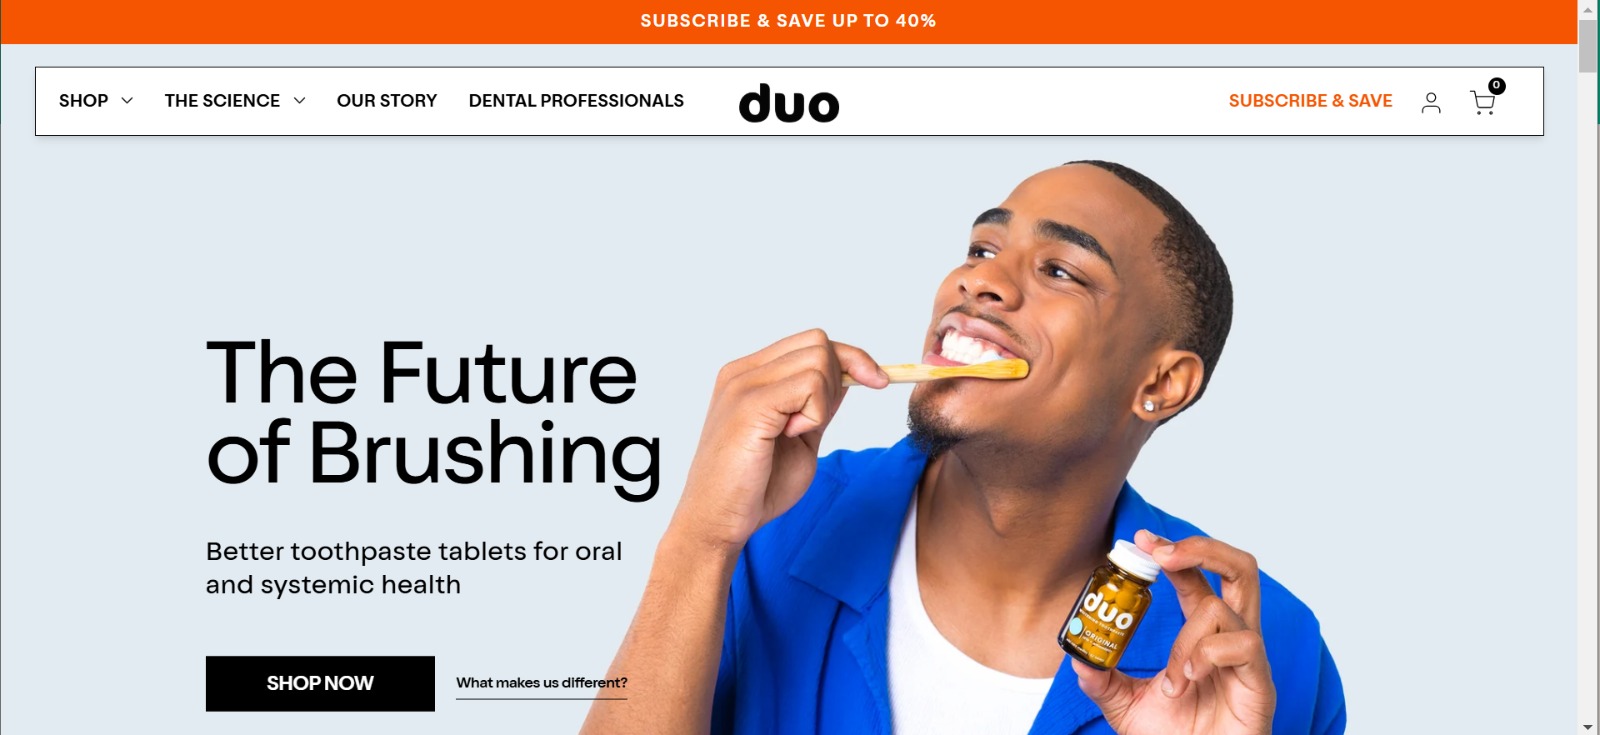 SUBSCRIBE & SAVE UP TO 40%
SHOP THE SCIENCE OUR STORY DENTAL PROFESSIONALS duo SUBSCRIBE & SAVE 0
The Future
of Brushing
Better toothpaste tablets for oral
and systemic health
SHOP NOW What makes us different?
duo
ORIGINAL